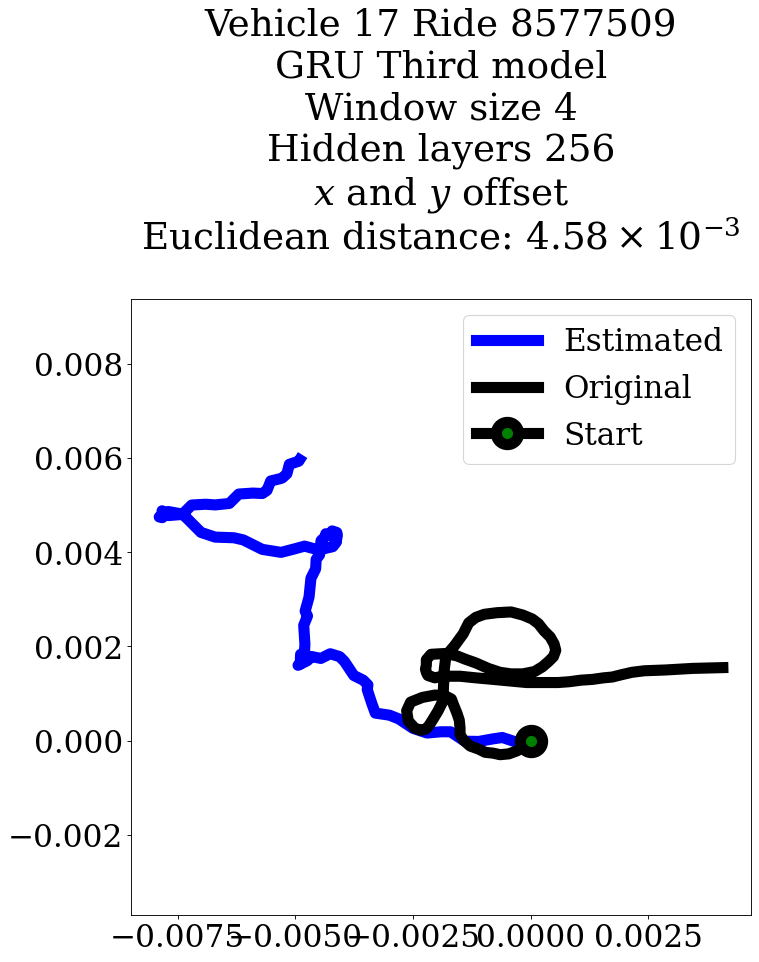 Vehicle 17 Ride 8577509
GRU Third model
Window size 4
Hidden layers 256
x and y offset
Euclidean distance: 4.58 × 10⁻³
Estimated
Original
Start
0.008
0.006
0.004
0.002
0.000
−0.002
−0.0075 −0.0050 −0.0025 0.0000 0.0025